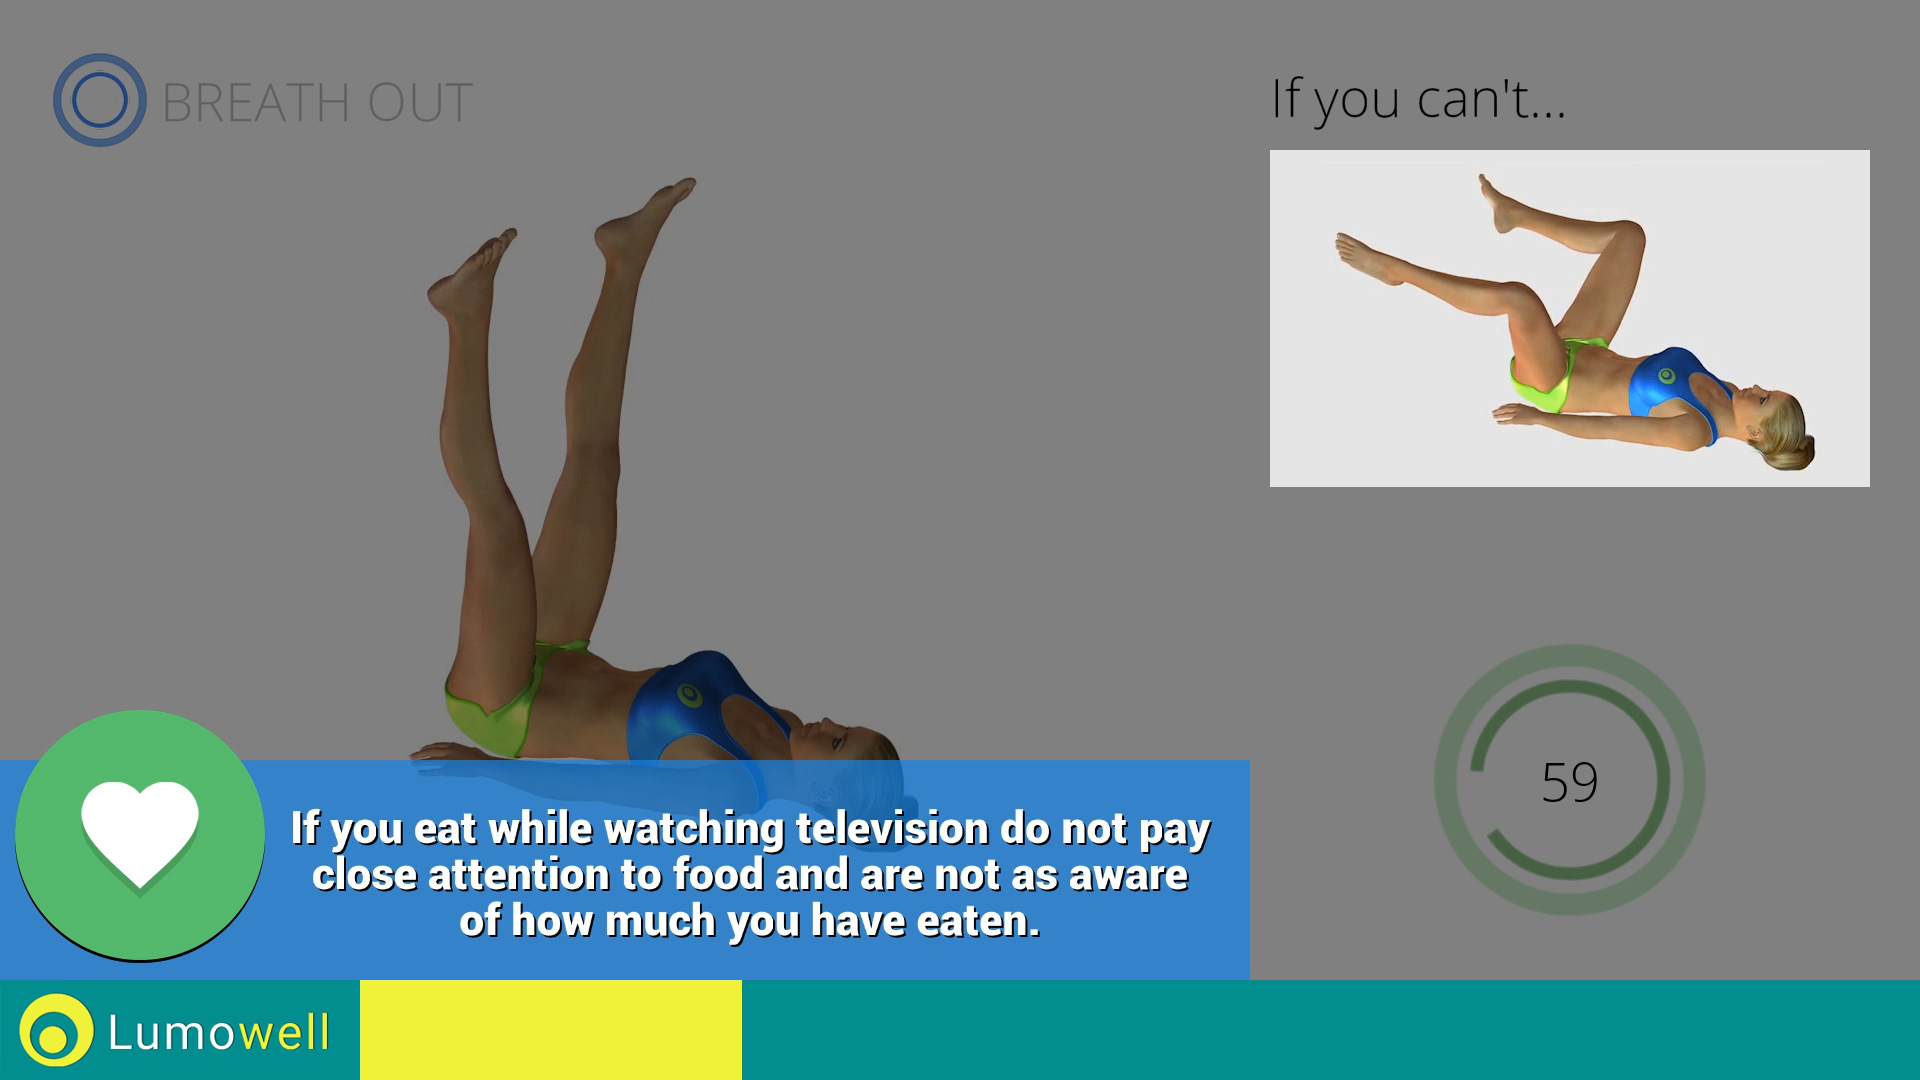 BREATH OUT
If you can't...
59
If you eat while watching television do not pay
close attention to food and are not as aware
of how much you have eaten.
Lumowell